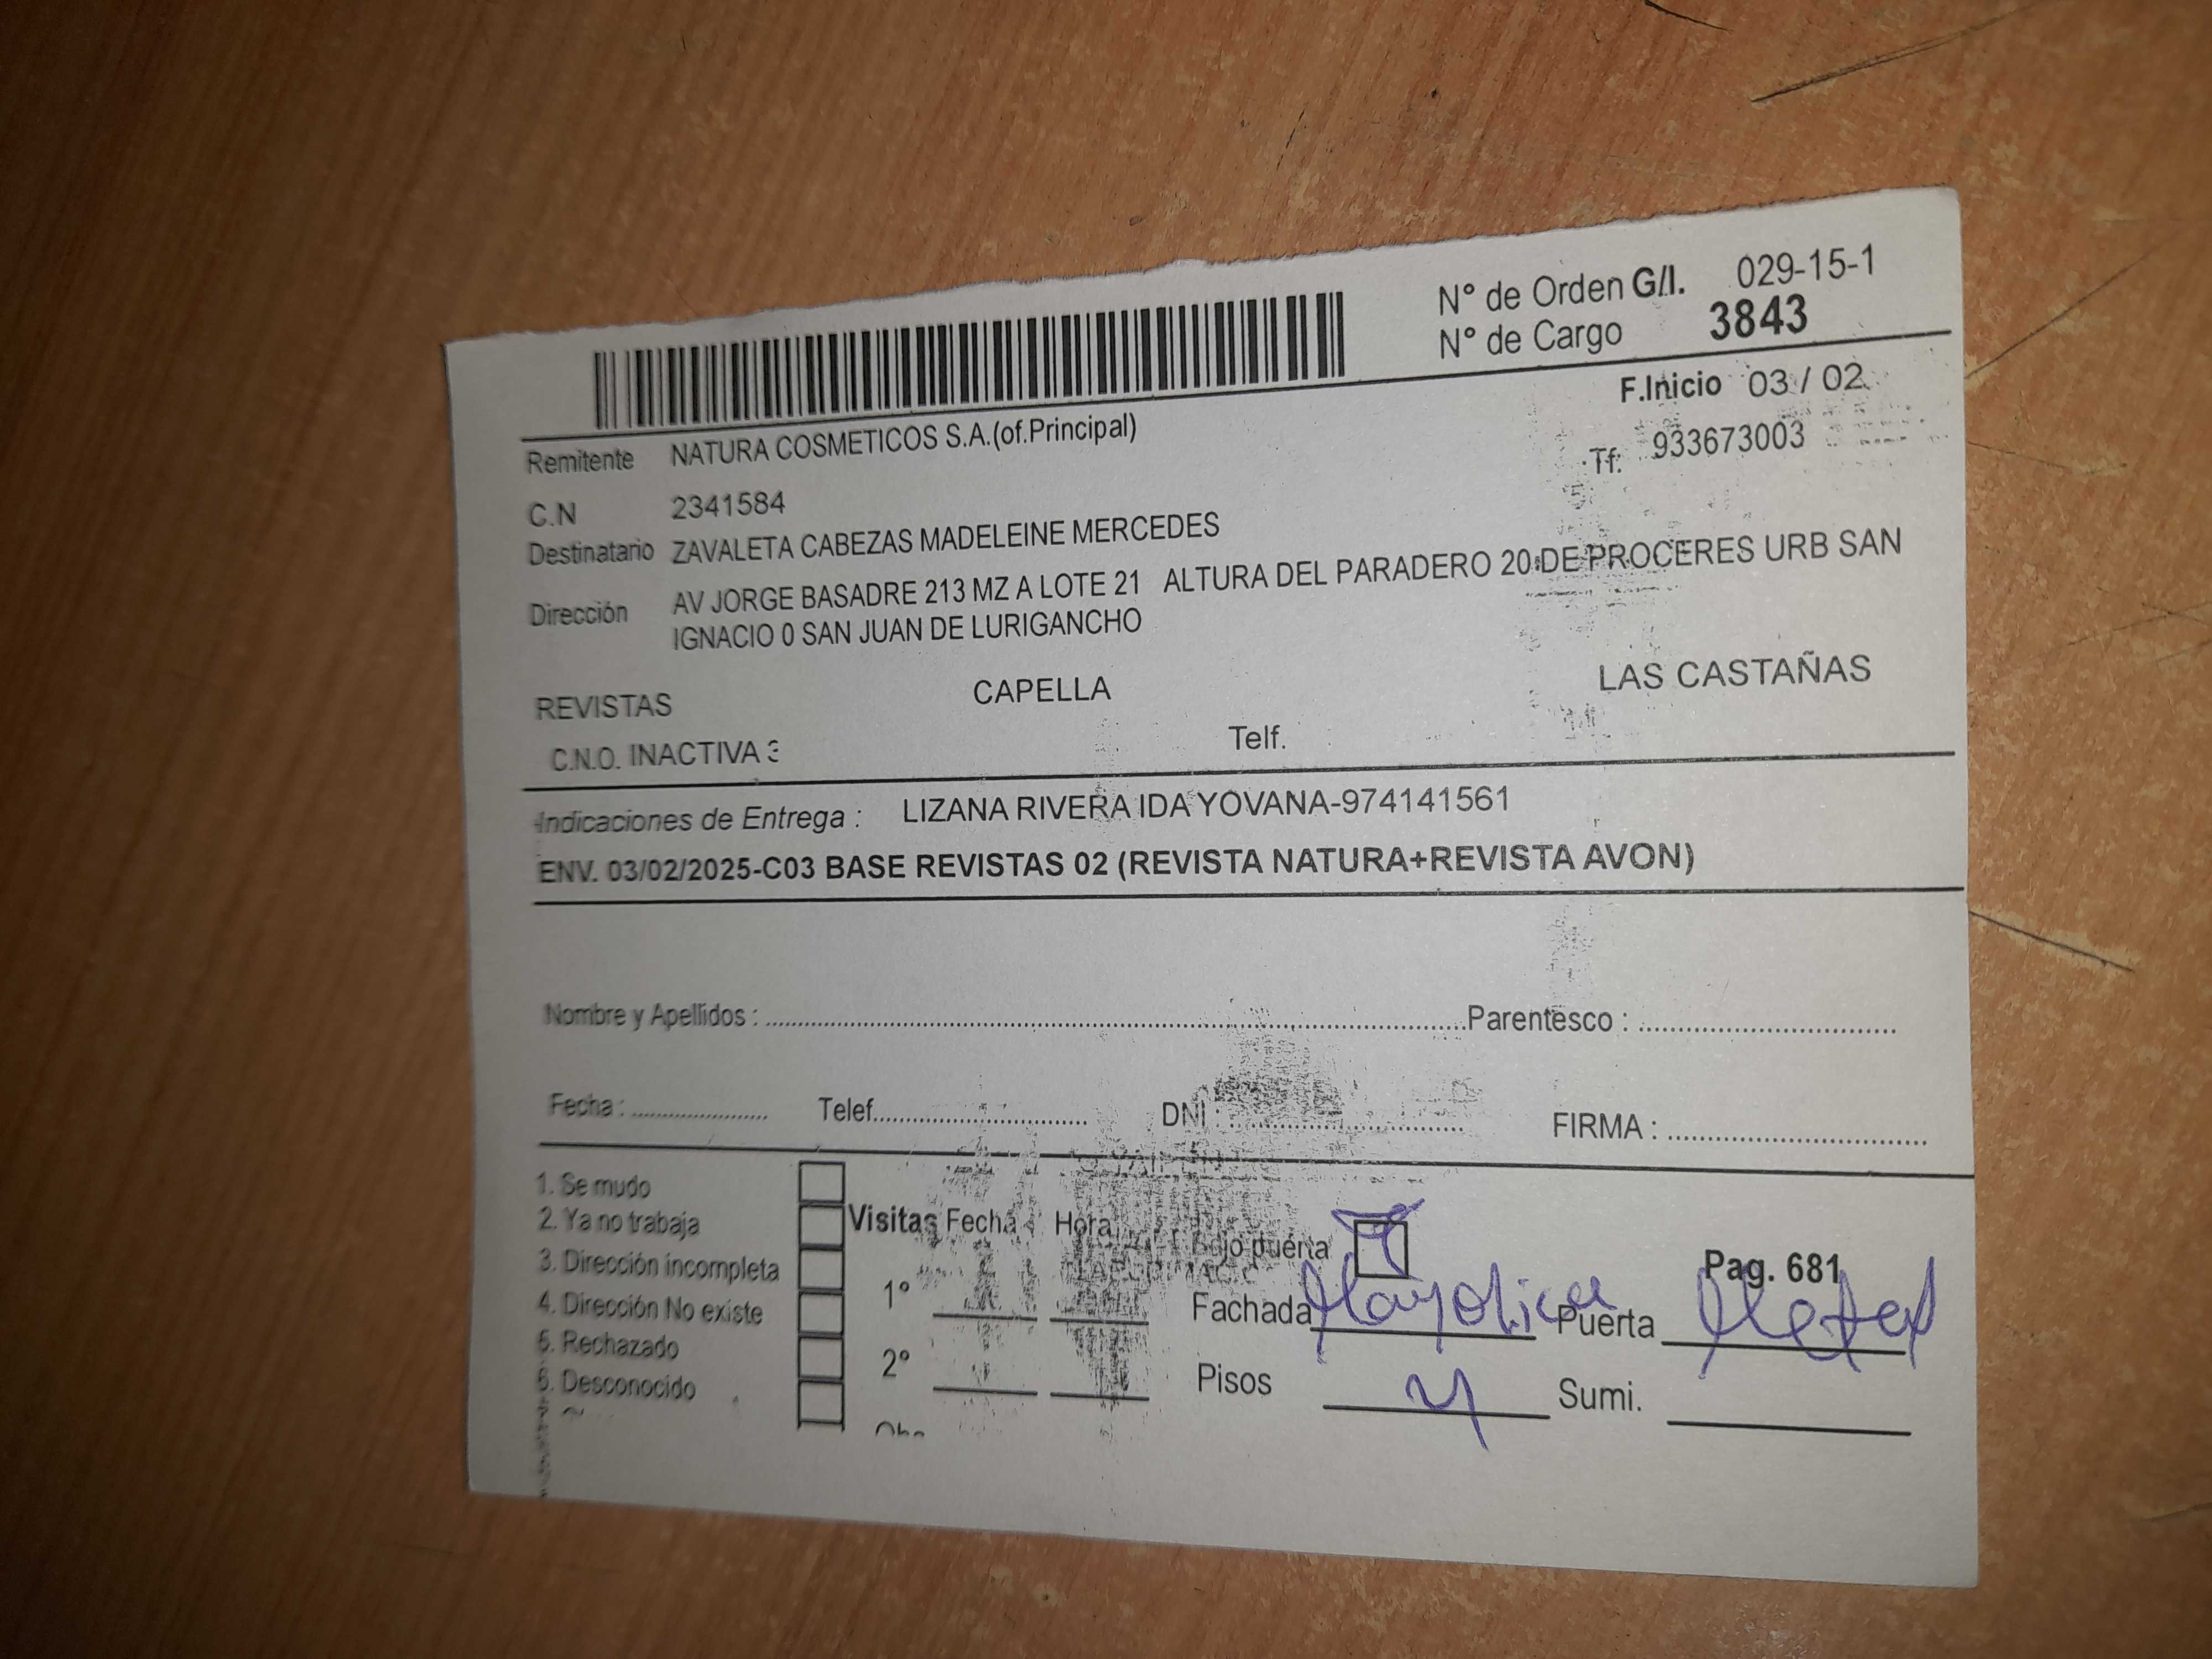 N° de Orden G/I. 029-15-1
N° de Cargo 3843
F.Inicio 03 / 02
Remitente NATURA COSMETICOS S.A.(of.Principal)
Tf: 933673003
C.N 2341584
Destinatario ZAVALETA CABEZAS MADELEINE MERCEDES
Dirección AV JORGE BASADRE 213 MZ A LOTE 21 ALTURA DEL PARADERO 20 DE PROCERES URB SAN
IGNACIO 0 SAN JUAN DE LURIGANCHO
REVISTAS CAPELLA LAS CASTAÑAS
C.N.O. INACTIVA 3 Telf.
Indicaciones de Entrega : LIZANA RIVERA IDA YOVANA-974141561
ENV. 03/02/2025-C03 BASE REVISTAS 02 (REVISTA NATURA+REVISTA AVON)
Nombre y Apellidos : Parentesco :
Fecha : Telef. DNI : FIRMA :
1. Se mudo
2. Ya no trabaja
3. Dirección incompleta
4. Dirección No existe
5. Rechazado
6. Desconocido
Visitas Fecha Hora
1°
2°
Bajo puerta
Pag. 681
Fachada Mayolica Puerta Metal
Pisos 4 Sumi.